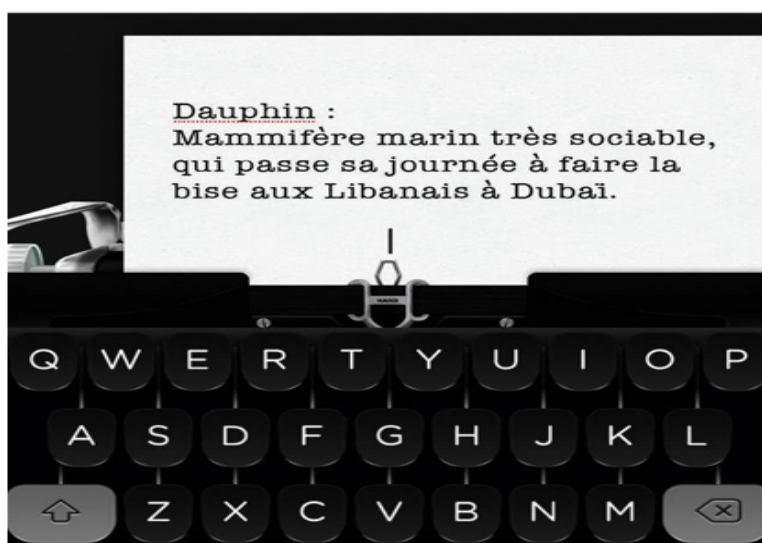 Dauphin :
Mammifère marin très sociable,
qui passe sa journée à faire la
bise aux Libanais à Dubaï.
Q W E R T Y U I O P
A S D F G H J K L
Z X C V B N M